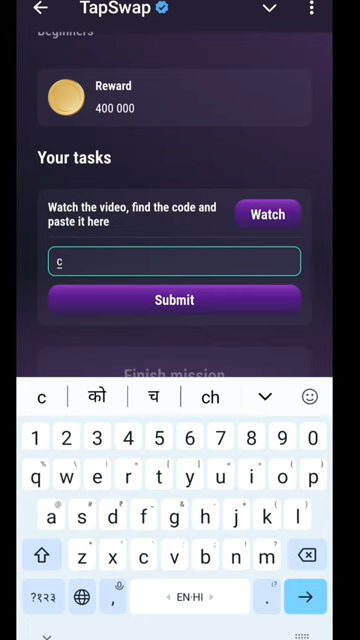 TapSwap
Beginners
Reward
400 000
Your tasks
Watch the video, find the code and
paste it here
Watch
c
Submit
Finish mission
c को च ch
1 2 3 4 5 6 7 8 9 0
% \ | = [ ] < > { }
q w e r t y u i o p
@ # ₹ _ & - + ( )
a s d f g h j k l
* " ' : ; ! ?
z x c v b n m
?१२३ , EN·HI . !?